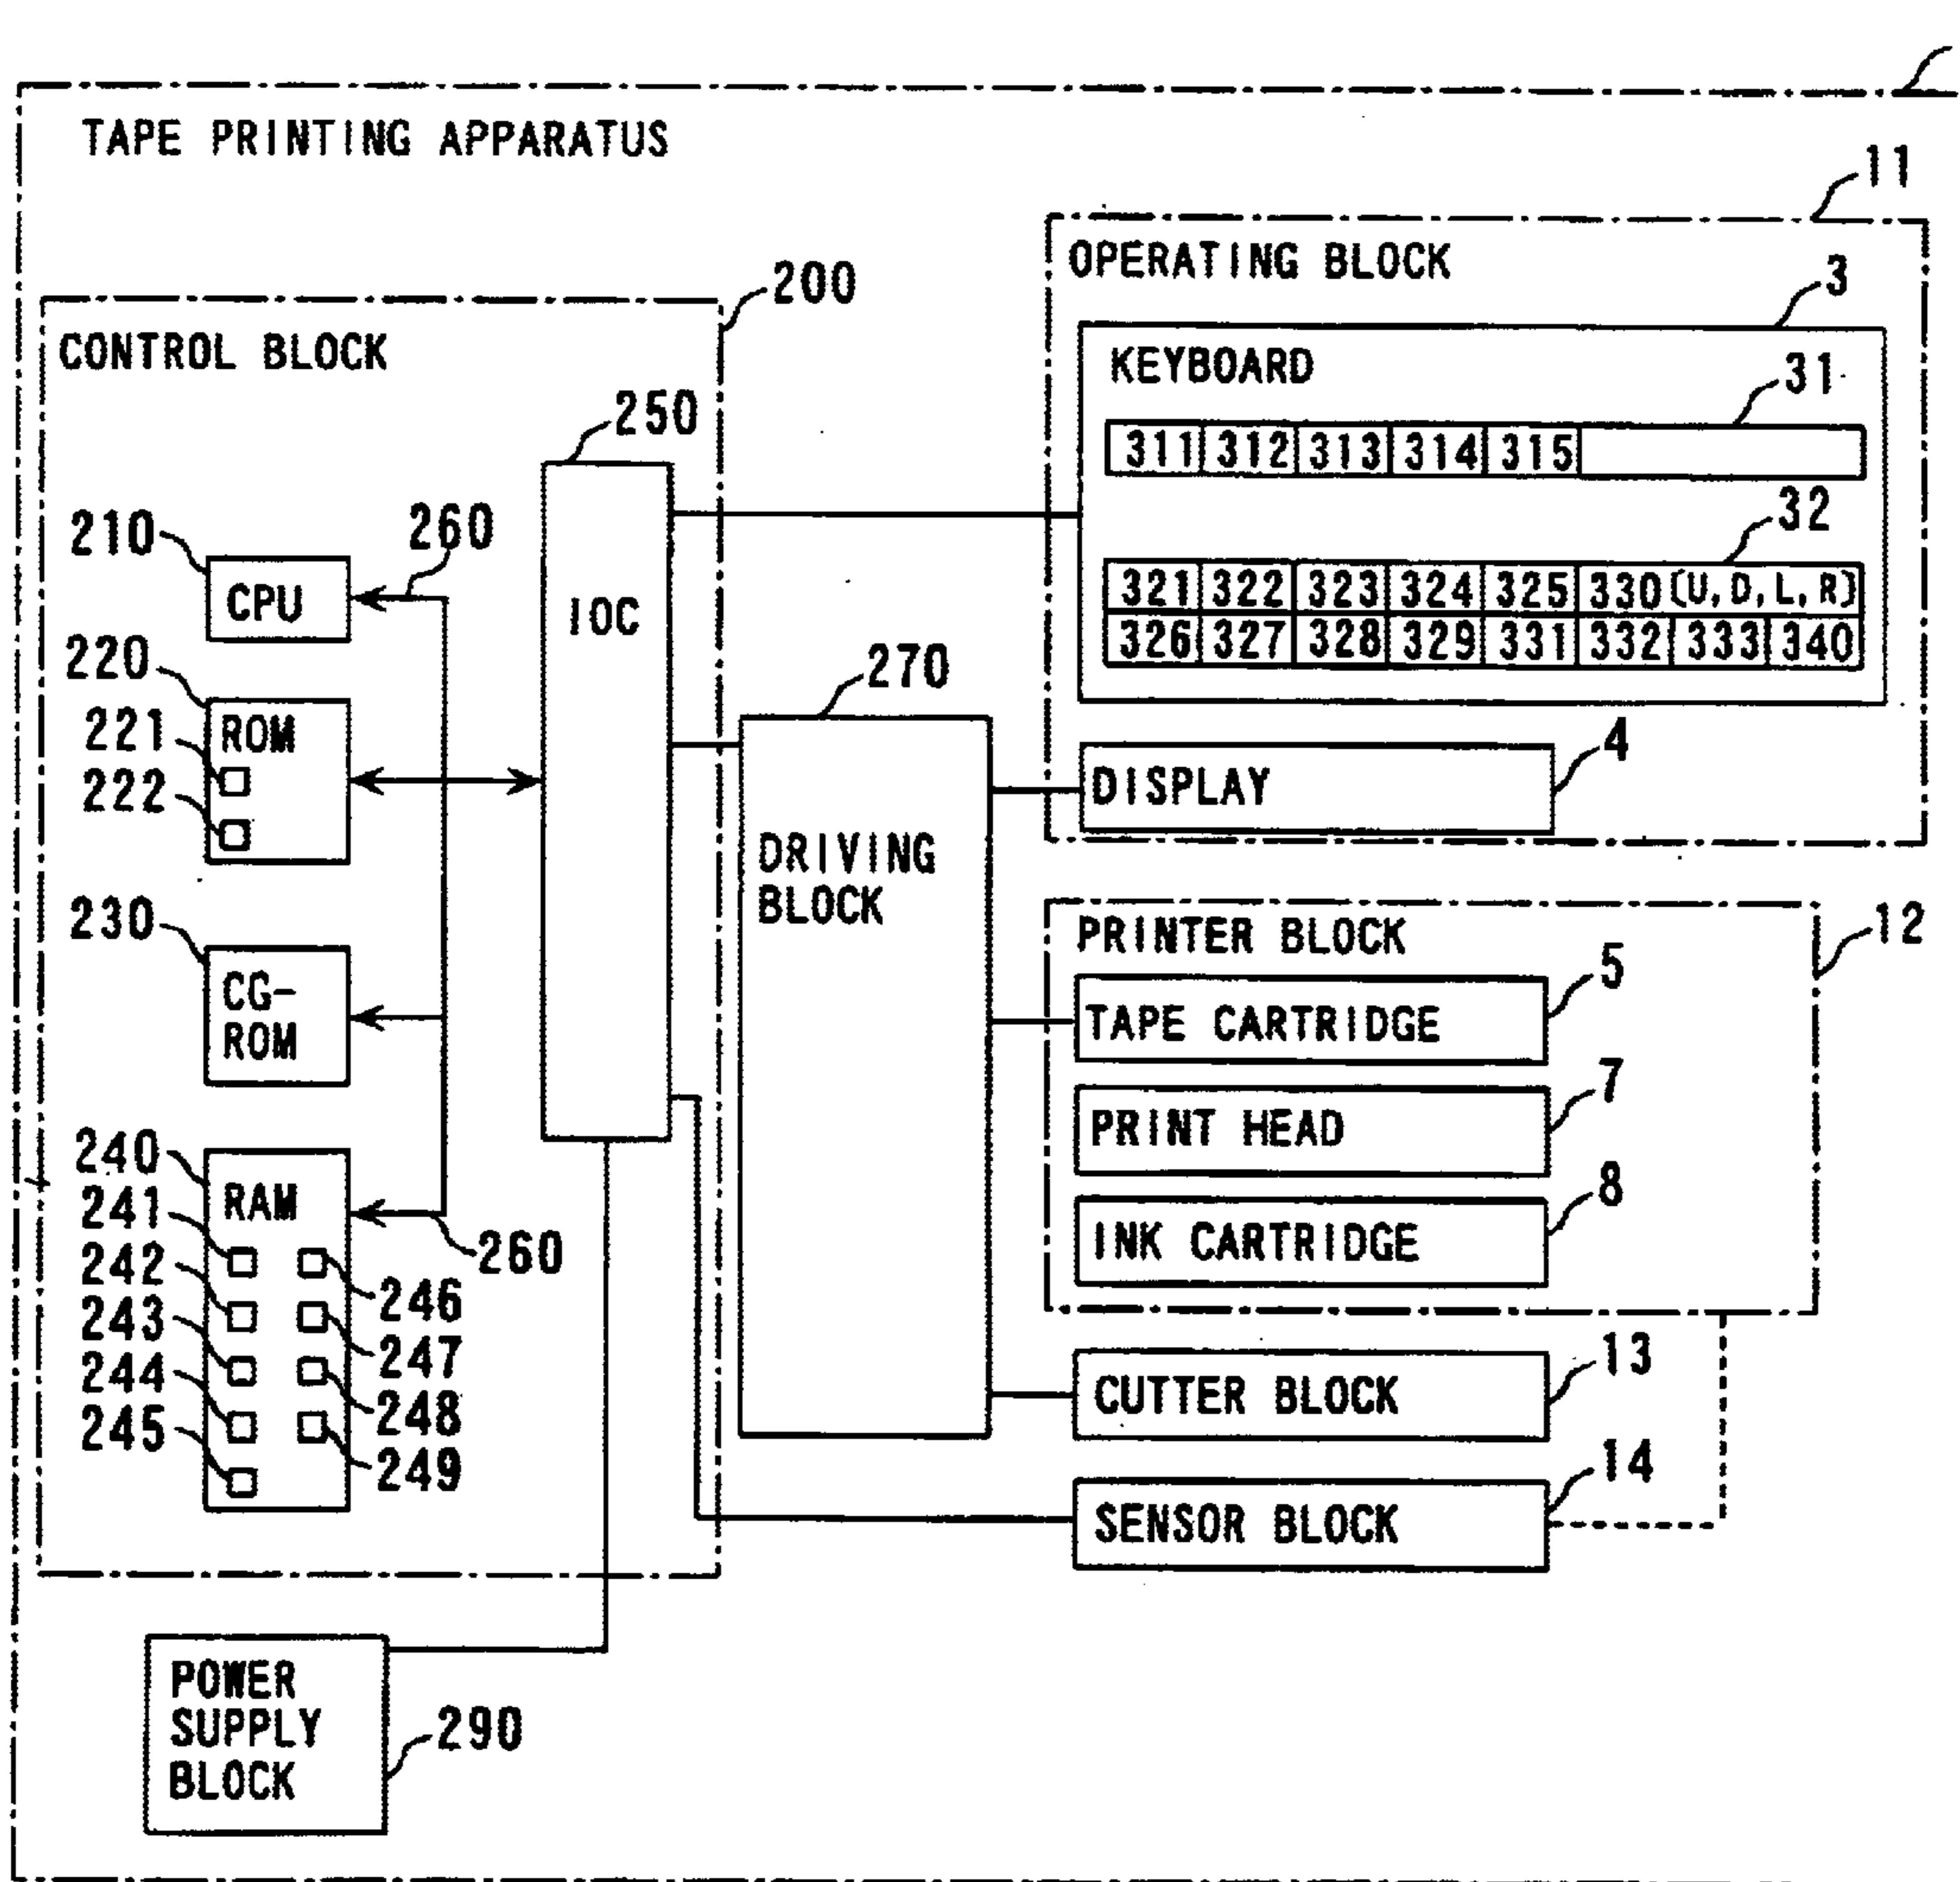 TAPE PRINTING APPARATUS
11
OPERATING BLOCK
200
3
CONTROL BLOCK
KEYBOARD
31
250
311 312 313 314 315
32
210
260
CPU
IOC
321 322 323 324 325 330(U, D, L, R)
326 327 328 329 331 332 333 340
220
270
221
ROM
222
4
DISPLAY
DRIVING
BLOCK
230
12
PRINTER BLOCK
5
CG-
ROM
TAPE CARTRIDGE
7
PRINT HEAD
240
RAM
8
241
INK CARTRIDGE
260
242
246
243
247
13
244
248
CUTTER BLOCK
245
249
14
SENSOR BLOCK
POWER
SUPPLY
BLOCK
290